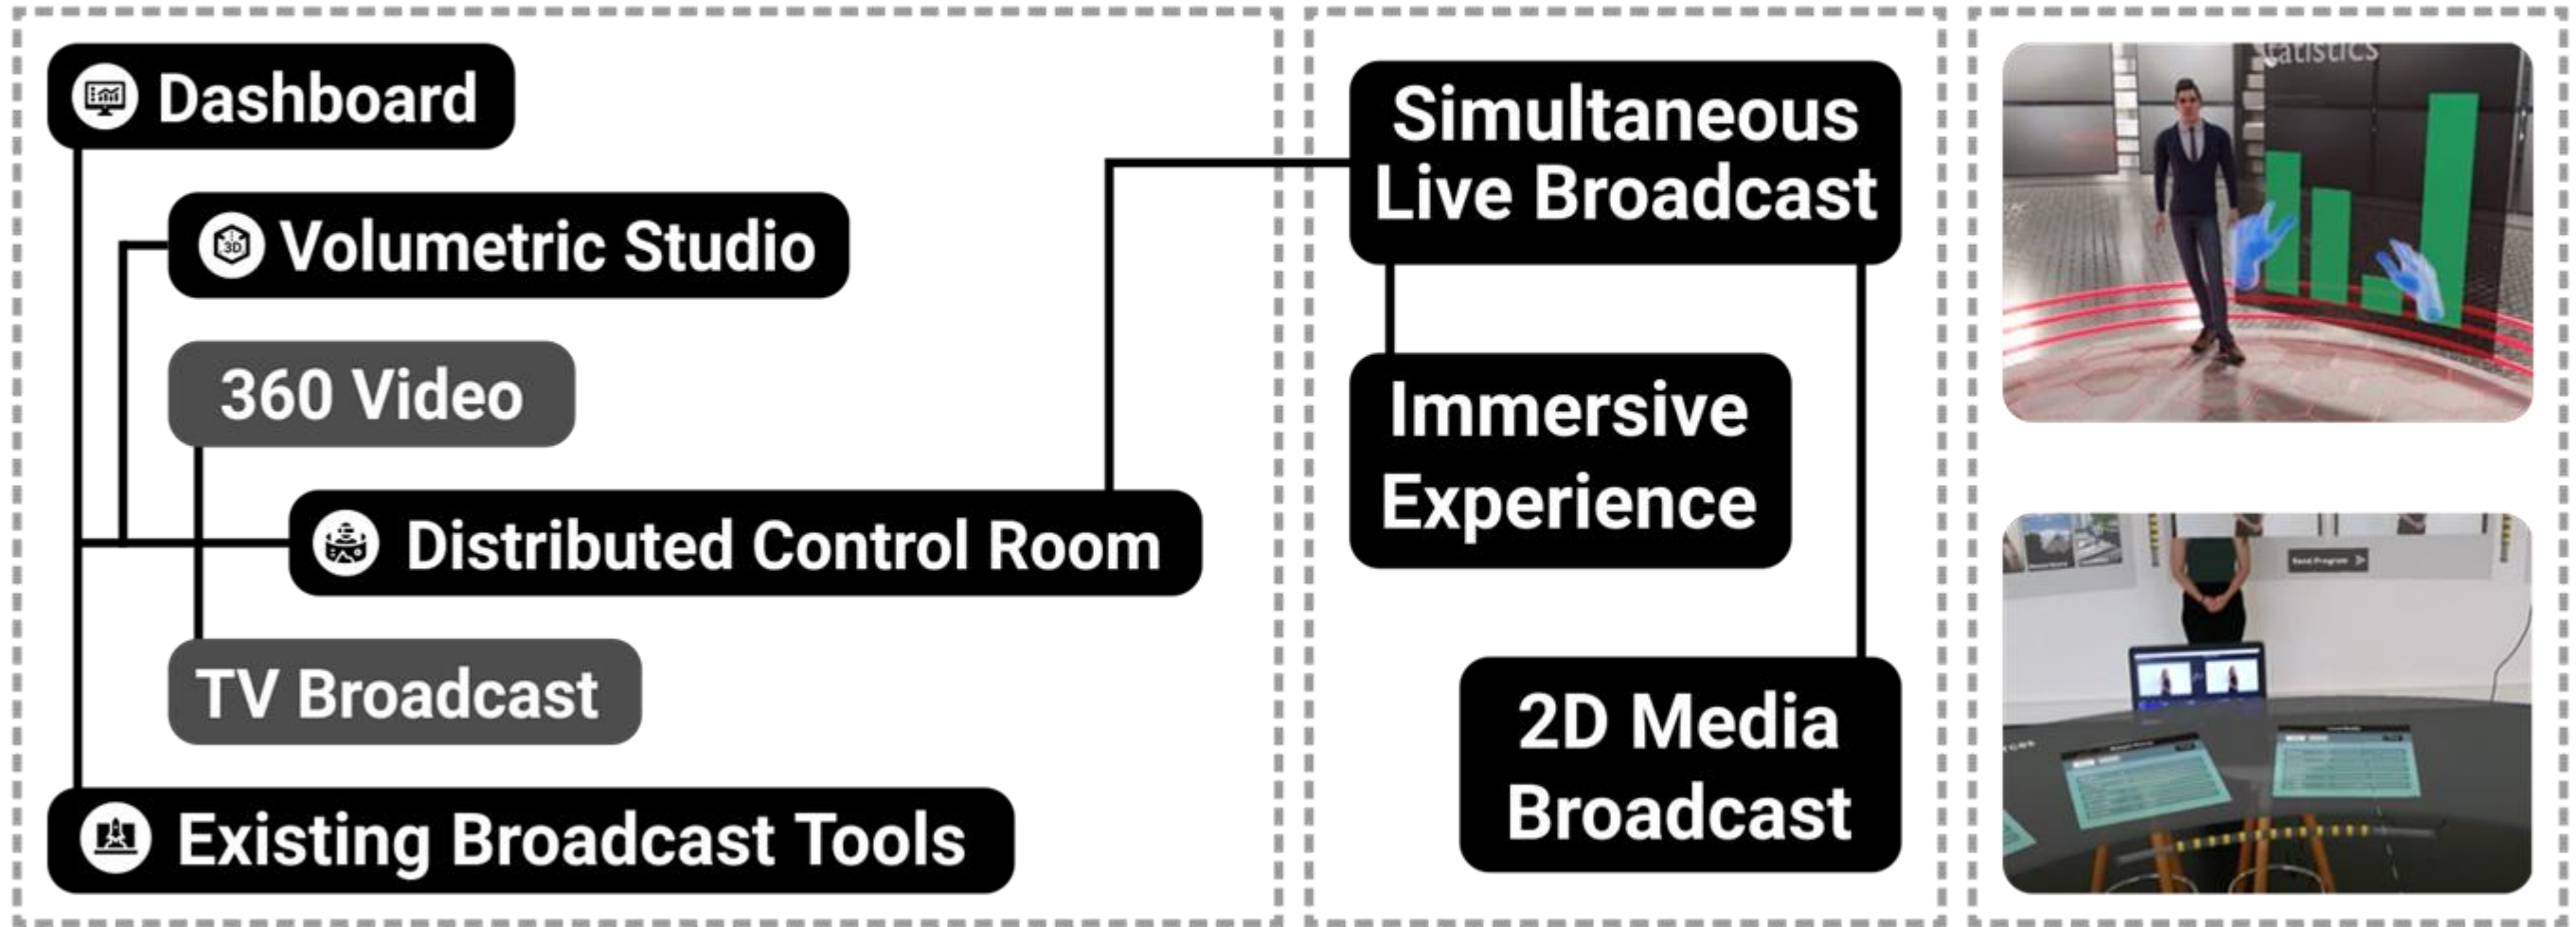 Dashboard
Volumetric Studio
360 Video
Distributed Control Room
TV Broadcast
Existing Broadcast Tools
Simultaneous
Live Broadcast
Immersive
Experience
2D Media
Broadcast
3D